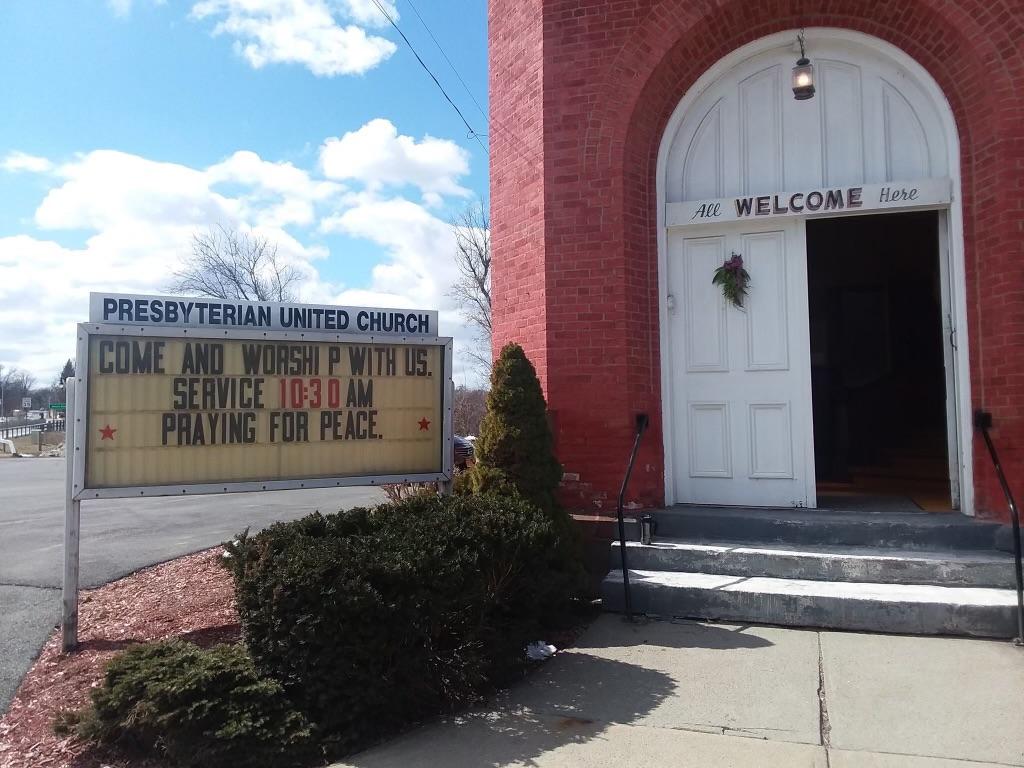 PRESBYTERIAN UNITED CHURCH
COME AND WORSHI P WITH US.
SERVICE 10:30 AM
PRAYING FOR PEACE.
All WELCOME Here